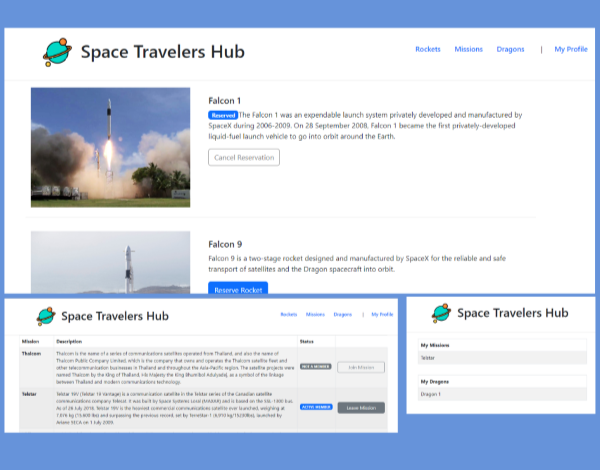 Space Travelers Hub
Rockets Missions Dragons | My Profile
Falcon 1
Reserved The Falcon 1 was an expendable launch system privately developed and manufactured by
SpaceX during 2006-2009. On 28 September 2008, Falcon 1 became the first privately-developed
liquid-fuel launch vehicle to go into orbit around the Earth.
Cancel Reservation
Falcon 9
Falcon 9 is a two-stage rocket designed and manufactured by SpaceX for the reliable and safe
transport of satellites and the Dragon spacecraft into orbit.
Reserve Rocket
Space Travelers Hub
Rockets Missions Dragons | My Profile
Mission Description Status
Thaicom
Thaicom is the name of a series of communications satellites operated from Thailand, and also the name of
Thaicom Public Company Limited, which is the company that owns and operates the Thaicom satellite fleet and
other telecommunication businesses in Thailand and throughout the Asia-Pacific region. The satellite projects were
named Thaicom by the King of Thailand, His Majesty the King Bhumibol Adulyadej, as a symbol of the linkage
between Thailand and modern communications technology.
NOT A MEMBER
Join Mission
Telstar
Telstar 19V (Telstar 19 Vantage) is a communication satellite in the Telstar series of the Canadian satellite
communications company Telesat. It was built by Space Systems Loral (MAXAR) and is based on the SSL-1300 bus.
As of 26 July 2018, Telstar 19V is the heaviest commercial communications satellite ever launched, weighing at
7,076 kg (15,600 lbs) and surpassing the previous record, set by TerreStar-1 (6,910 kg/15,230lbs), launched by
Ariane 5ECA on 1 July 2009.
ACTIVE MEMBER
Leave Mission
Space Travelers Hub
My Missions
Telstar
My Dragons
Dragon 1